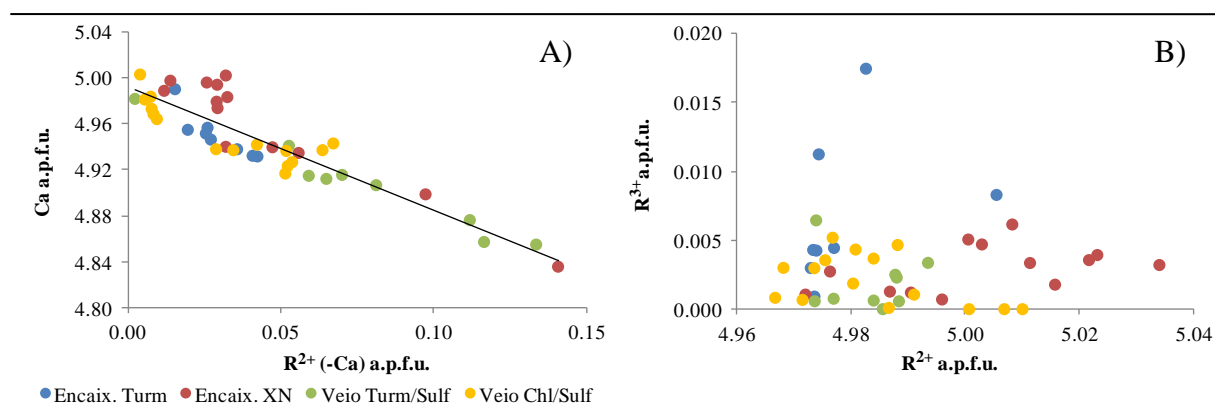 A)
5.04
5.00
4.96
4.92
4.88
4.84
4.80
Ca a.p.f.u.
0.00 0.05 0.10 0.15
R²⁺ (-Ca) a.p.f.u.
B)
0.020
0.015
0.010
0.005
0.000
R³⁺a.p.f.u.
4.96 4.98 5.00 5.02 5.04
R²⁺ a.p.f.u.
Encaix. Turm Encaix. XN Veio Turm/Sulf Veio Chl/Sulf